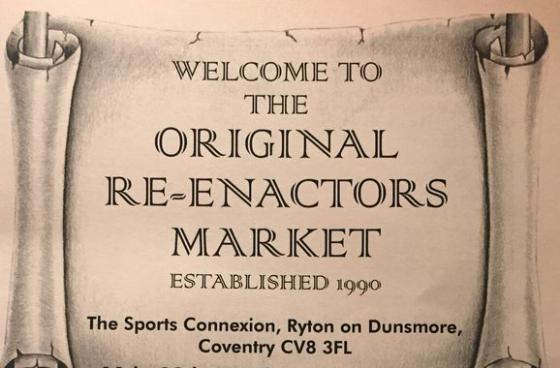 WELCOME TO
THE
ORIGINAL
RE-ENACTORS
MARKET
ESTABLISHED 1990
The Sports Connexion, Ryton on Dunsmore,
Coventry CV8 3FL